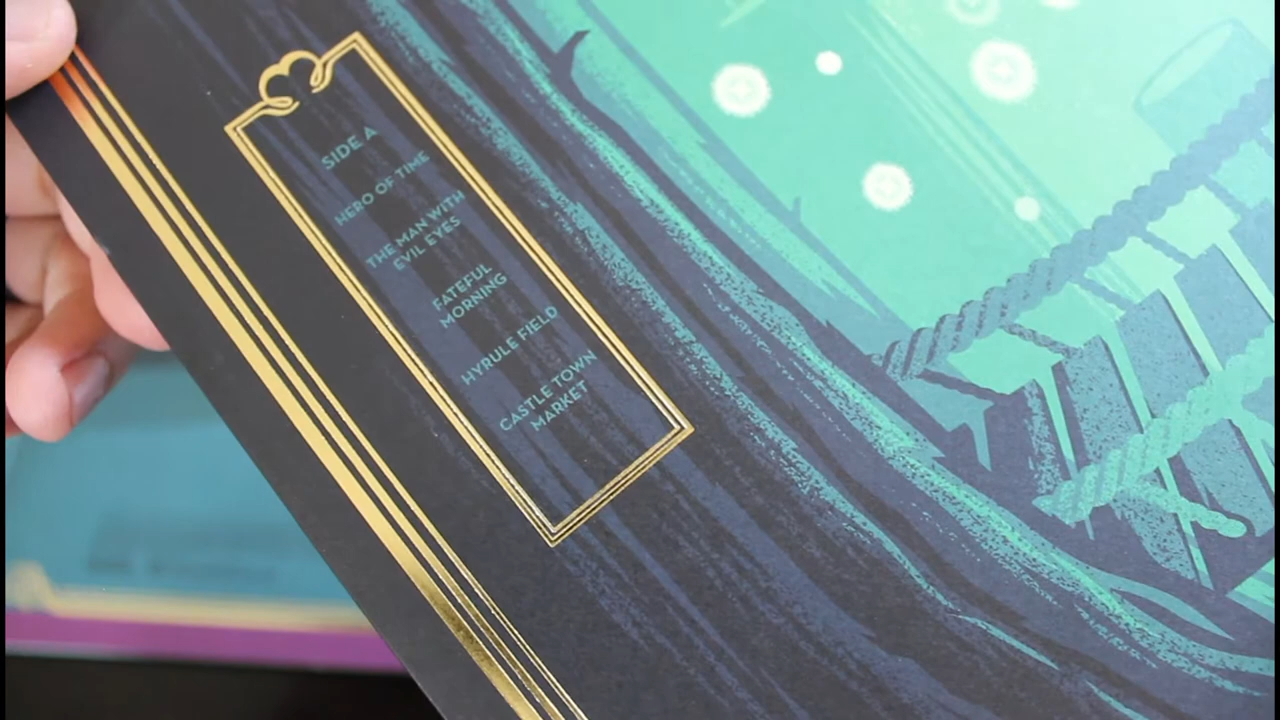 SIDE A
HERO OF TIME
THE MAN WITH
EVIL EYES
FATEFUL
MORNING
HYRULE FIELD
CASTLE TOWN
MARKET